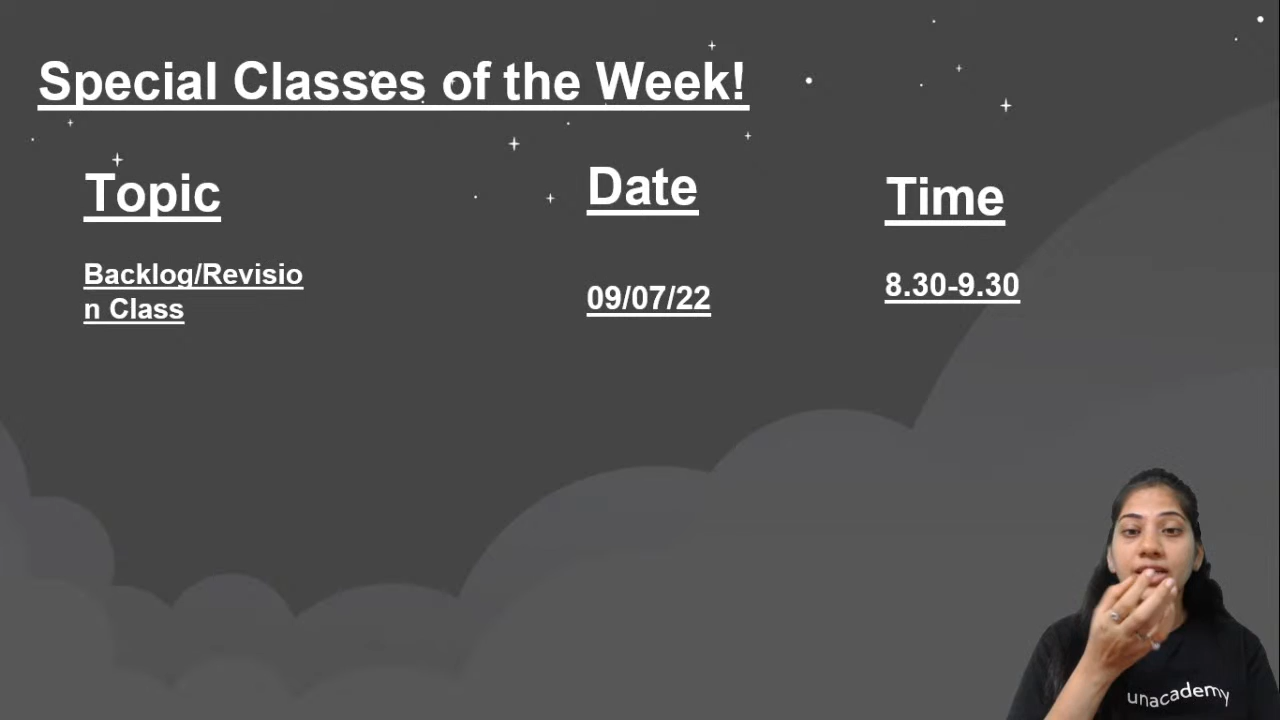 Special Classes of the Week!
Topic
Date
Time
Backlog/Revisio
n Class
09/07/22
8.30-9.30
unacademy